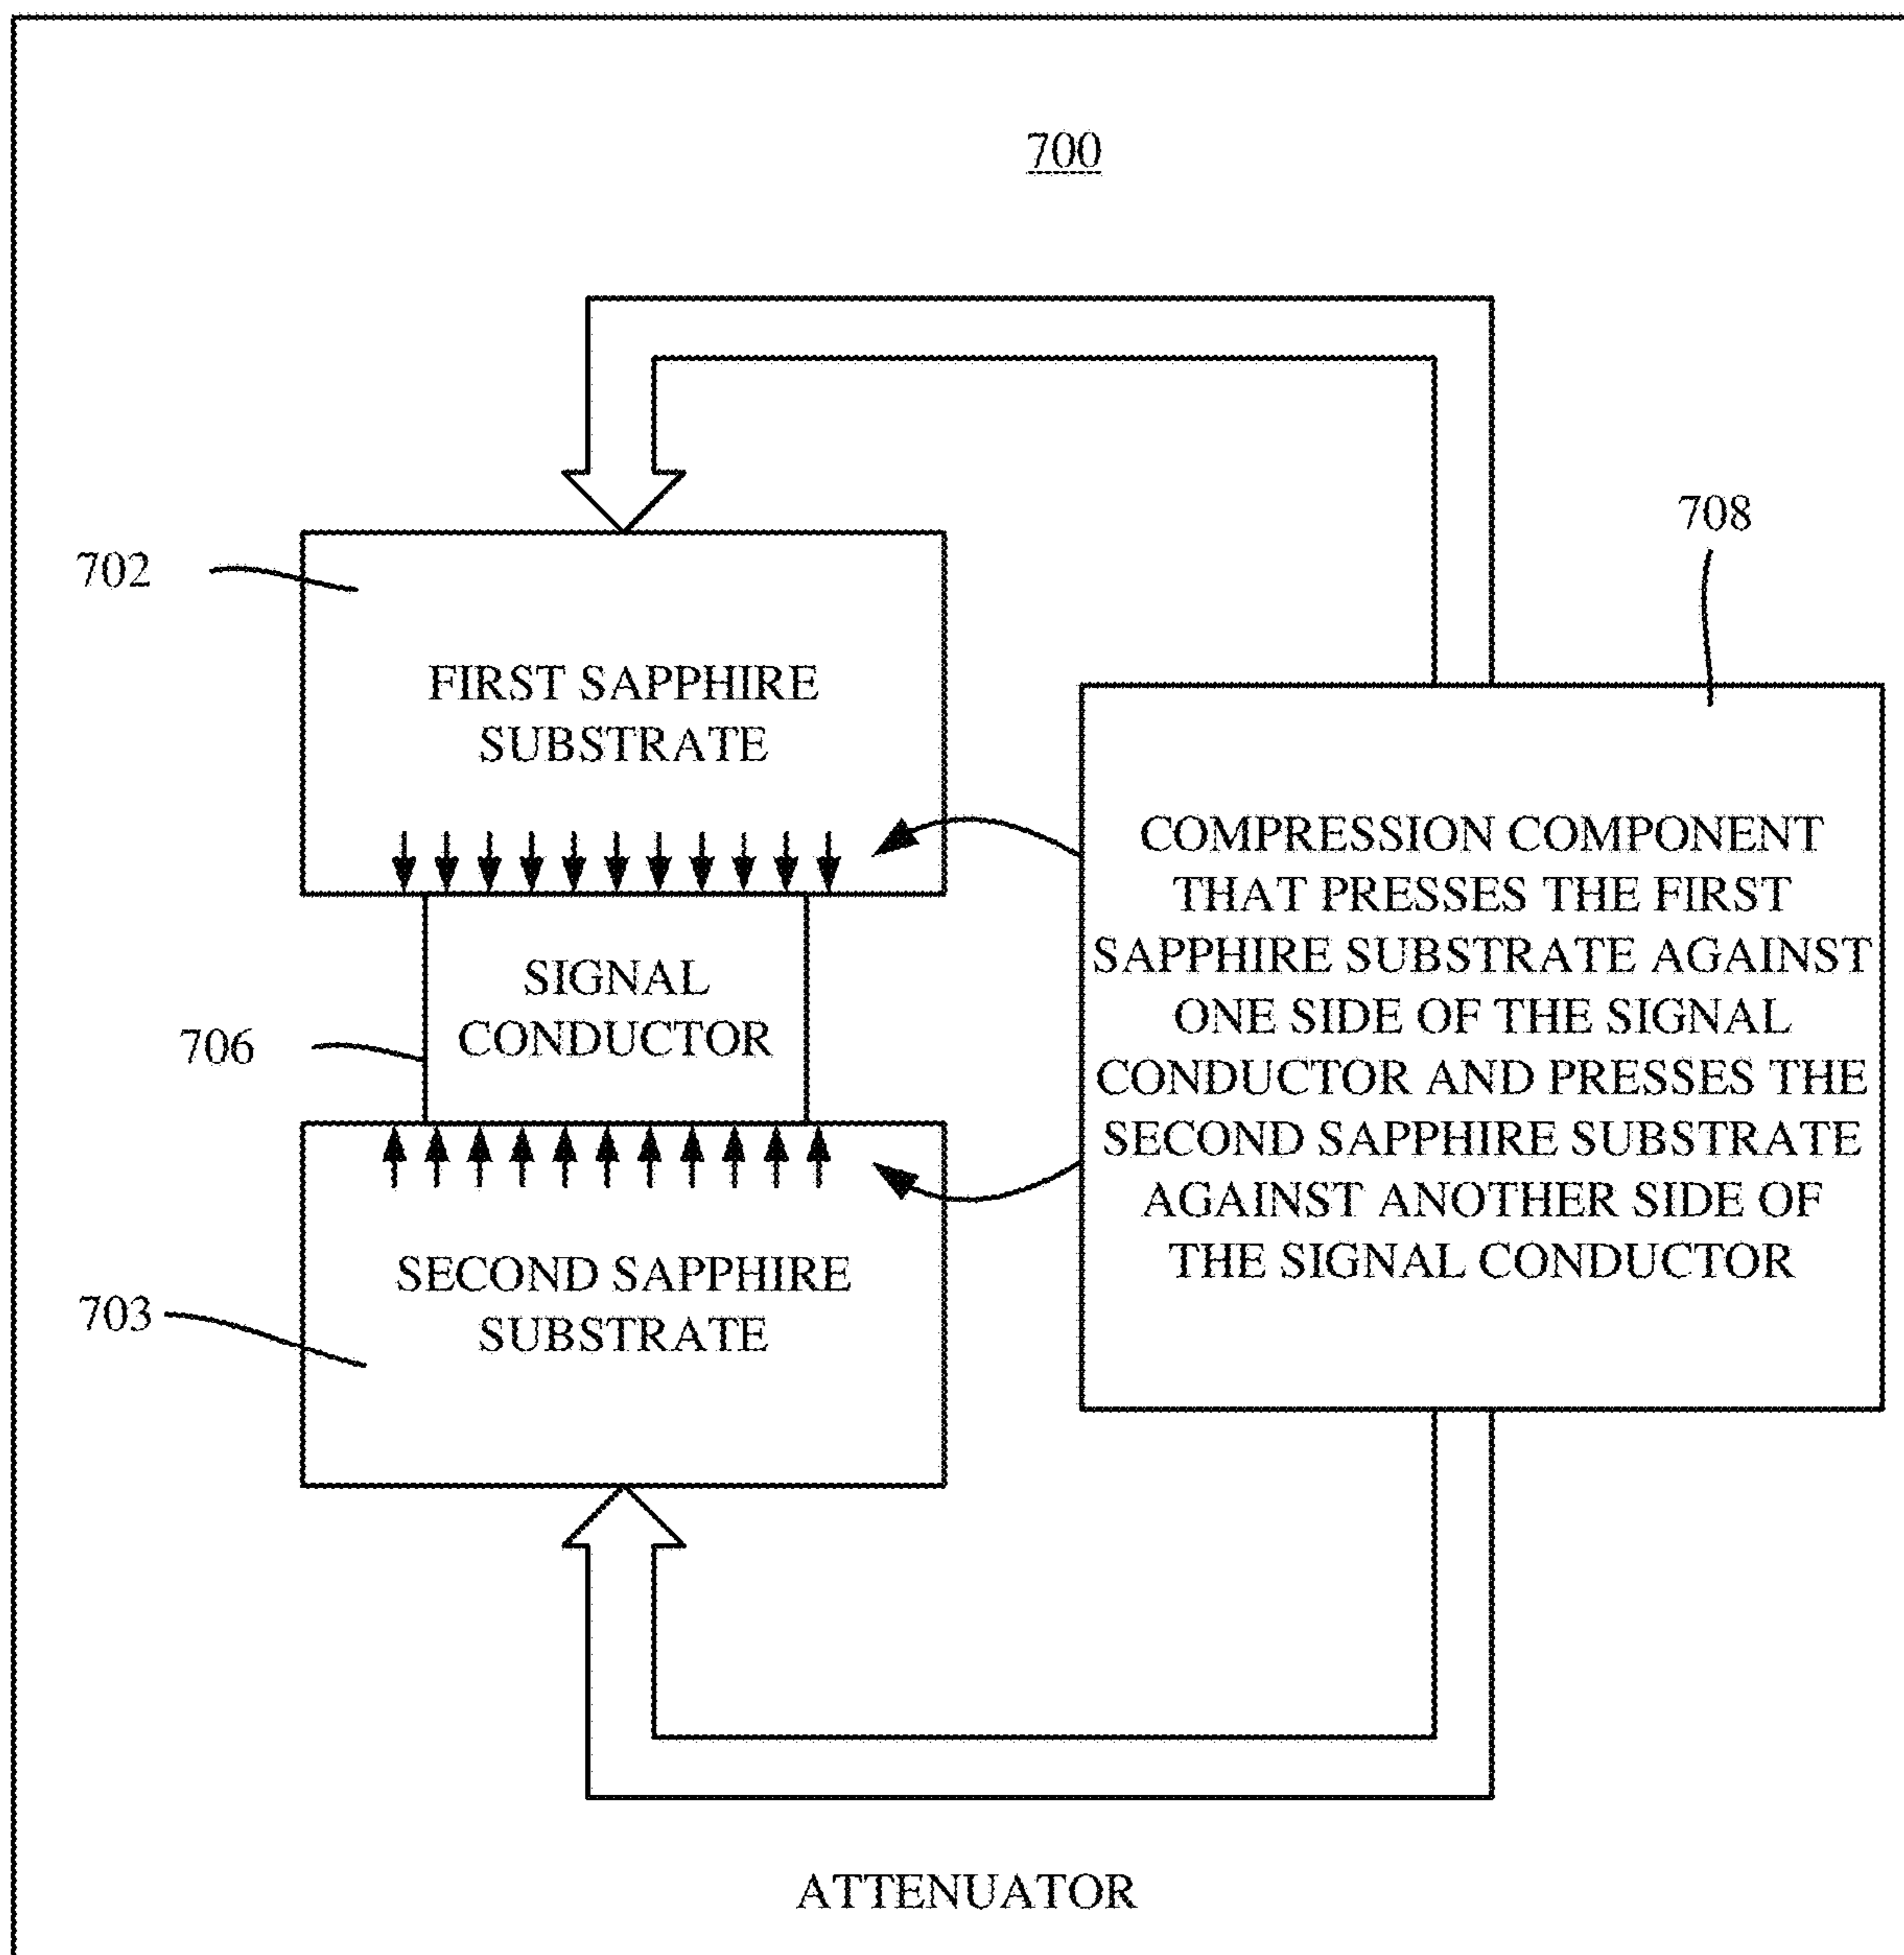 700
708
702
FIRST SAPPHIRE
SUBSTRATE
COMPRESSION COMPONENT
THAT PRESSES THE FIRST
SAPPHIRE SUBSTRATE AGAINST
ONE SIDE OF THE SIGNAL
CONDUCTOR AND PRESSES THE
SECOND SAPPHIRE SUBSTRATE
AGAINST ANOTHER SIDE OF
THE SIGNAL CONDUCTOR
SIGNAL
CONDUCTOR
706
SECOND SAPPHIRE
SUBSTRATE
703
ATTENUATOR